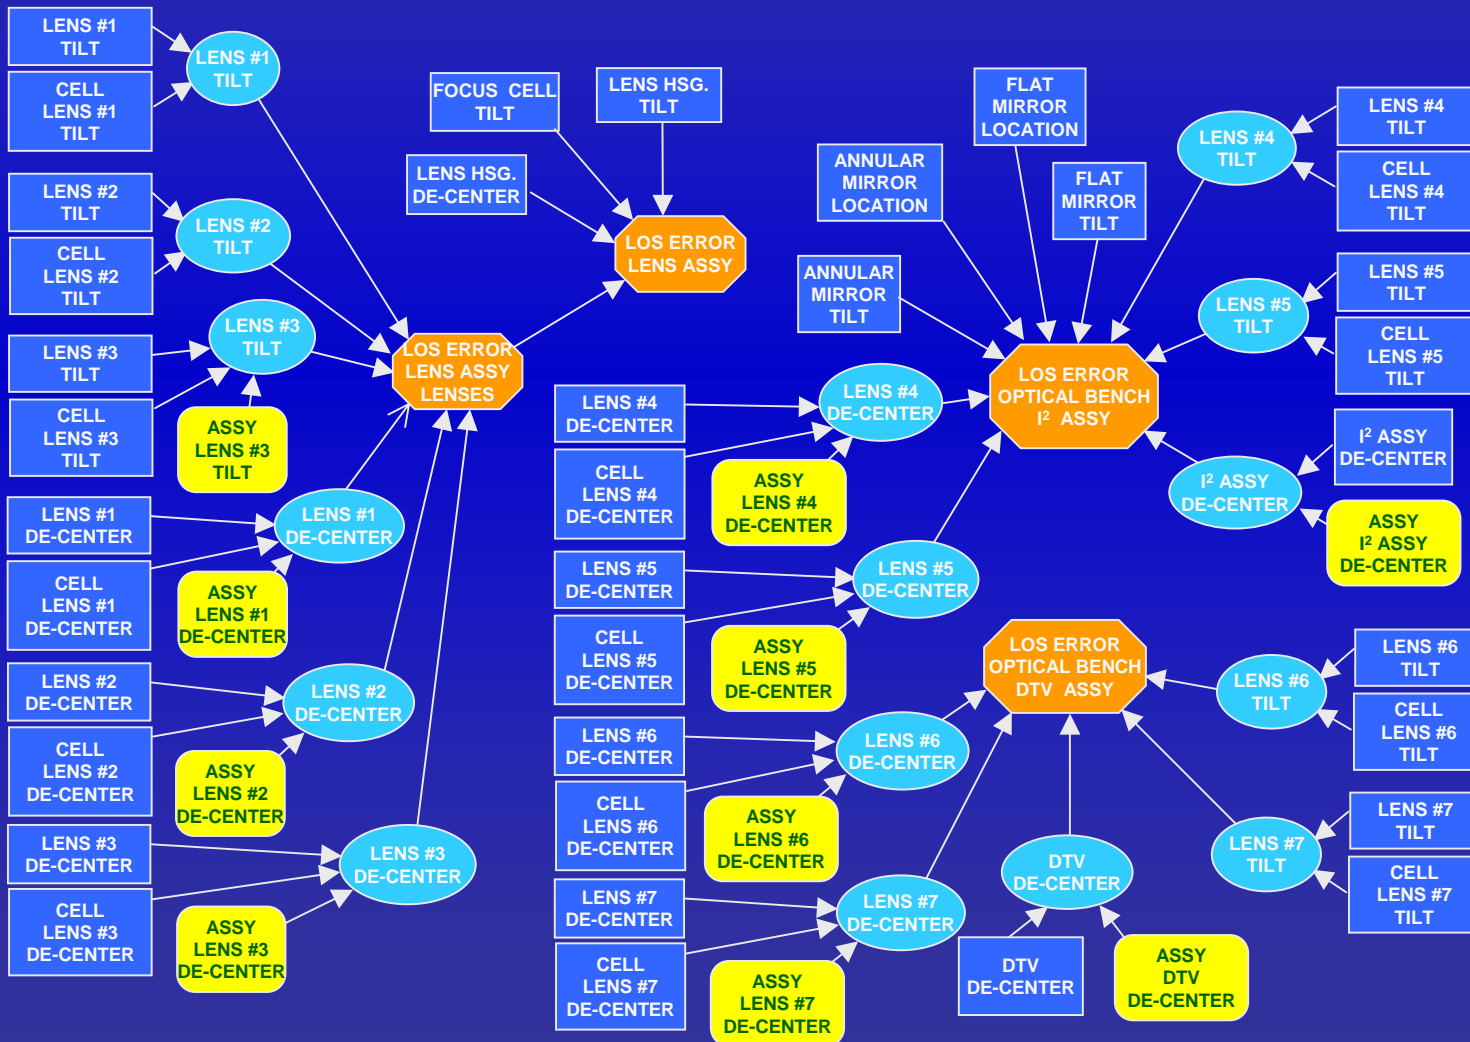 LENS #1
TILT
CELL
LENS #1
TILT
LENS #1
TILT
LENS #2
TILT
CELL
LENS #2
TILT
LENS #2
TILT
LENS #3
TILT
CELL
LENS #3
TILT
LENS #3
TILT
ASSY
LENS #3
TILT
LENS #1
DE-CENTER
CELL
LENS #1
DE-CENTER
ASSY
LENS #1
DE-CENTER
LENS #1
DE-CENTER
LENS #2
DE-CENTER
CELL
LENS #2
DE-CENTER
ASSY
LENS #2
DE-CENTER
LENS #2
DE-CENTER
LENS #3
DE-CENTER
CELL
LENS #3
DE-CENTER
ASSY
LENS #3
DE-CENTER
LENS #3
DE-CENTER
LOS ERROR
LENS ASSY
LENSES
FOCUS CELL
TILT
LENS HSG.
TILT
LENS HSG.
DE-CENTER
LOS ERROR
LENS ASSY
FLAT
MIRROR
LOCATION
ANNULAR
MIRROR
LOCATION
FLAT
MIRROR
TILT
ANNULAR
MIRROR
TILT
LENS #4
TILT
LENS #4
TILT
CELL
LENS #4
TILT
LENS #5
TILT
LENS #5
TILT
CELL
LENS #5
TILT
LOS ERROR
OPTICAL BENCH
I² ASSY
I² ASSY
DE-CENTER
I² ASSY
DE-CENTER
ASSY
I² ASSY
DE-CENTER
LENS #4
DE-CENTER
CELL
LENS #4
DE-CENTER
LENS #4
DE-CENTER
ASSY
LENS #4
DE-CENTER
LENS #5
DE-CENTER
CELL
LENS #5
DE-CENTER
LENS #5
DE-CENTER
ASSY
LENS #5
DE-CENTER
LOS ERROR
OPTICAL BENCH
DTV ASSY
LENS #6
TILT
LENS #6
TILT
CELL
LENS #6
TILT
LENS #6
DE-CENTER
CELL
LENS #6
DE-CENTER
LENS #6
DE-CENTER
ASSY
LENS #6
DE-CENTER
LENS #7
TILT
LENS #7
TILT
CELL
LENS #7
TILT
LENS #7
DE-CENTER
CELL
LENS #7
DE-CENTER
LENS #7
DE-CENTER
ASSY
LENS #7
DE-CENTER
DTV
DE-CENTER
DTV
DE-CENTER
ASSY
DTV
DE-CENTER